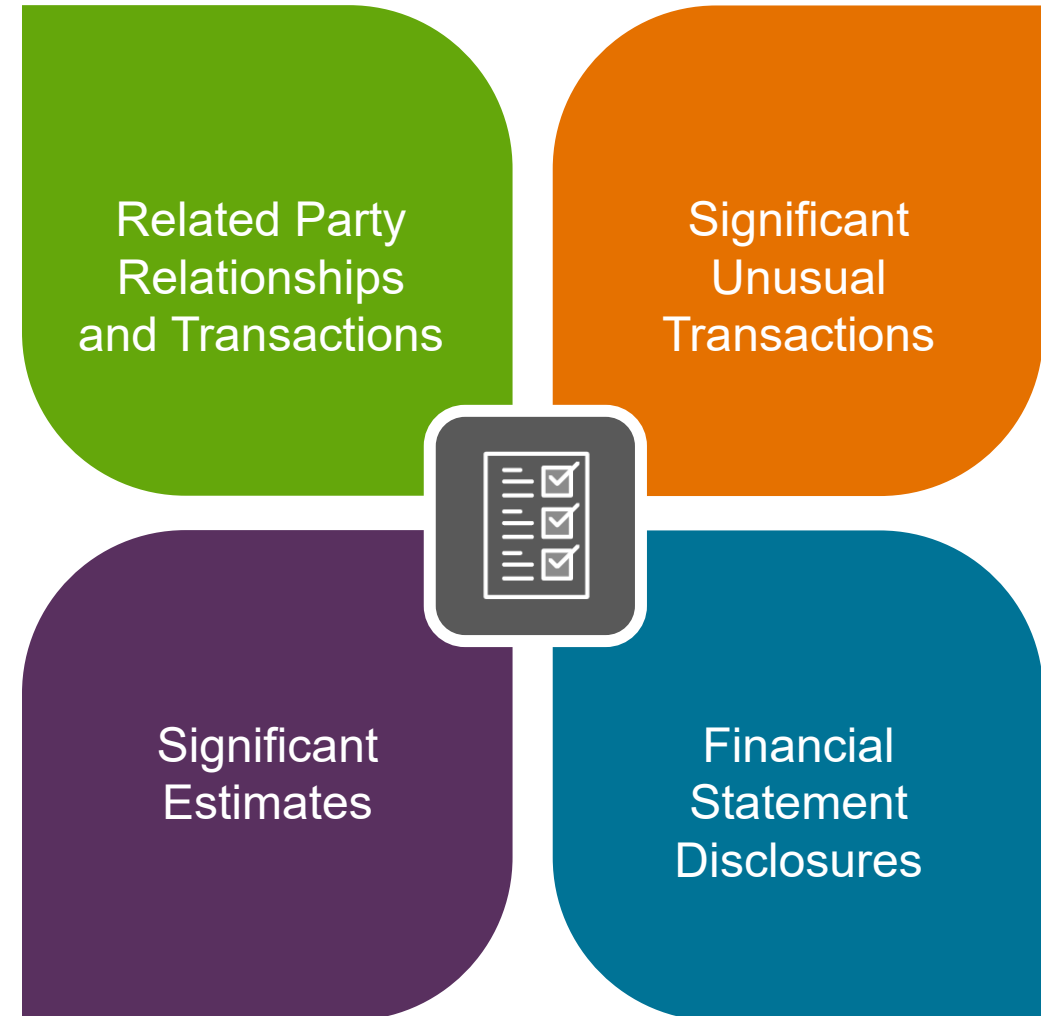 Related Party
Relationships
and Transactions
Significant
Unusual
Transactions
Significant
Estimates
Financial
Statement
Disclosures